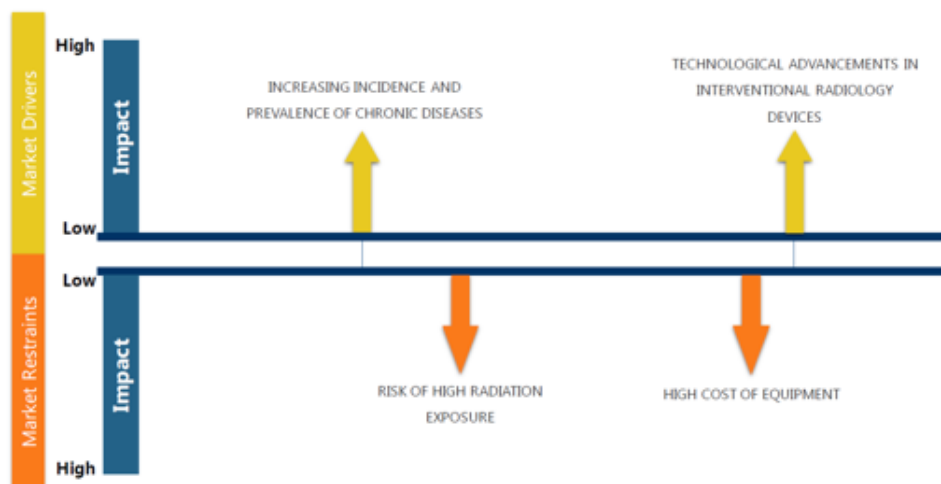 Market Drivers
High
Impact
Low
INCREASING INCIDENCE AND
PREVALENCE OF CHRONIC DISEASES
TECHNOLOGICAL ADVANCEMENTS IN
INTERVENTIONAL RADIOLOGY
DEVICES
Market Restraints
Low
Impact
High
RISK OF HIGH RADIATION
EXPOSURE
HIGH COST OF EQUIPMENT